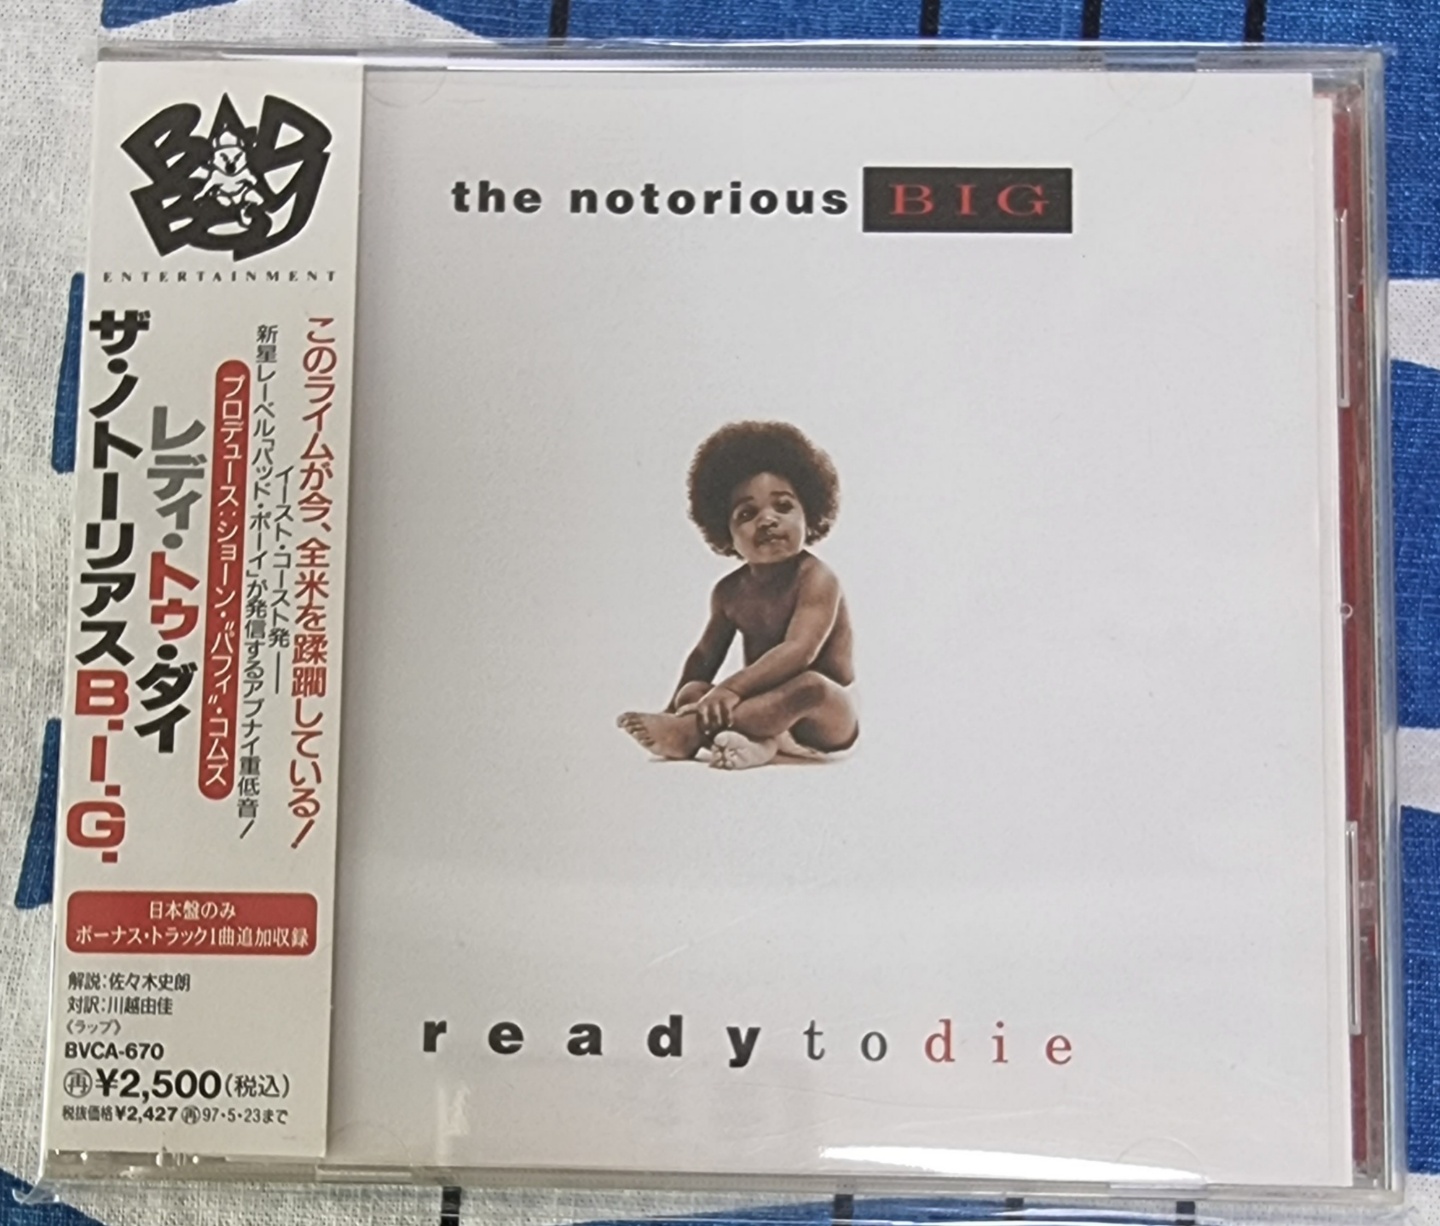 BAD BOY
ENTERTAINMENT
このライムが今、全米を蹂躙している!
イースト・コースト発――
新星レーベル「バッド・ボーイ」が発信するアブナイ重低音!
プロデュース:ショーン・“パフィ”・コムズ
レディ・トゥ・ダイ
ザ・ノトーリアスB.I.G.
日本盤のみ
ボーナス・トラック1曲追加収録
解説:佐々木史朗
対訳:川越由佳
《ラップ》
BVCA-670
再¥2,500(税込)
税抜価格¥2,427 再97・5・23まで
the notorious BIG
ready to die